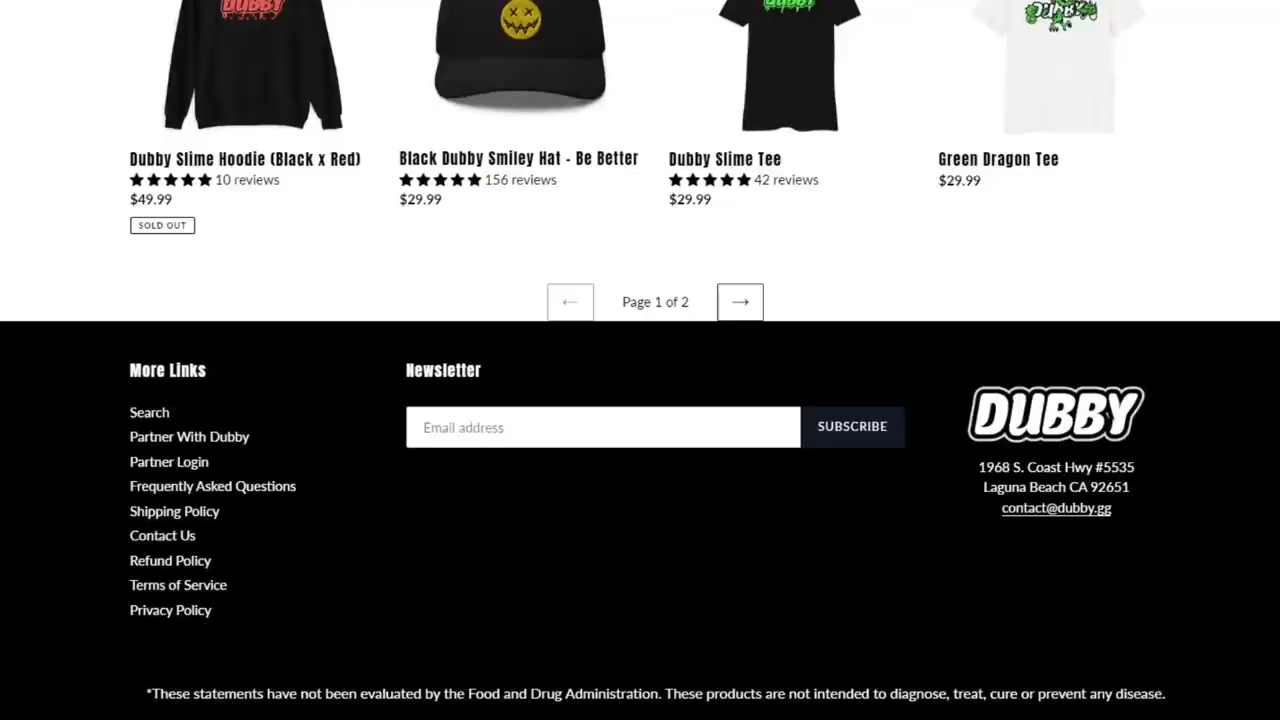 DUBBY
DUBBY
DUBBY
Dubby Slime Hoodie (Black x Red)
10 reviews
$49.99
SOLD OUT
Black Dubby Smiley Hat - Be Better
156 reviews
$29.99
Dubby Slime Tee
42 reviews
$29.99
Green Dragon Tee
$29.99
← Page 1 of 2 →
More Links
Search
Partner With Dubby
Partner Login
Frequently Asked Questions
Shipping Policy
Contact Us
Refund Policy
Terms of Service
Privacy Policy
Newsletter
Email address
SUBSCRIBE
DUBBY
1968 S. Coast Hwy #5535
Laguna Beach CA 92651
contact@dubby.gg
*These statements have not been evaluated by the Food and Drug Administration. These products are not intended to diagnose, treat, cure or prevent any disease.